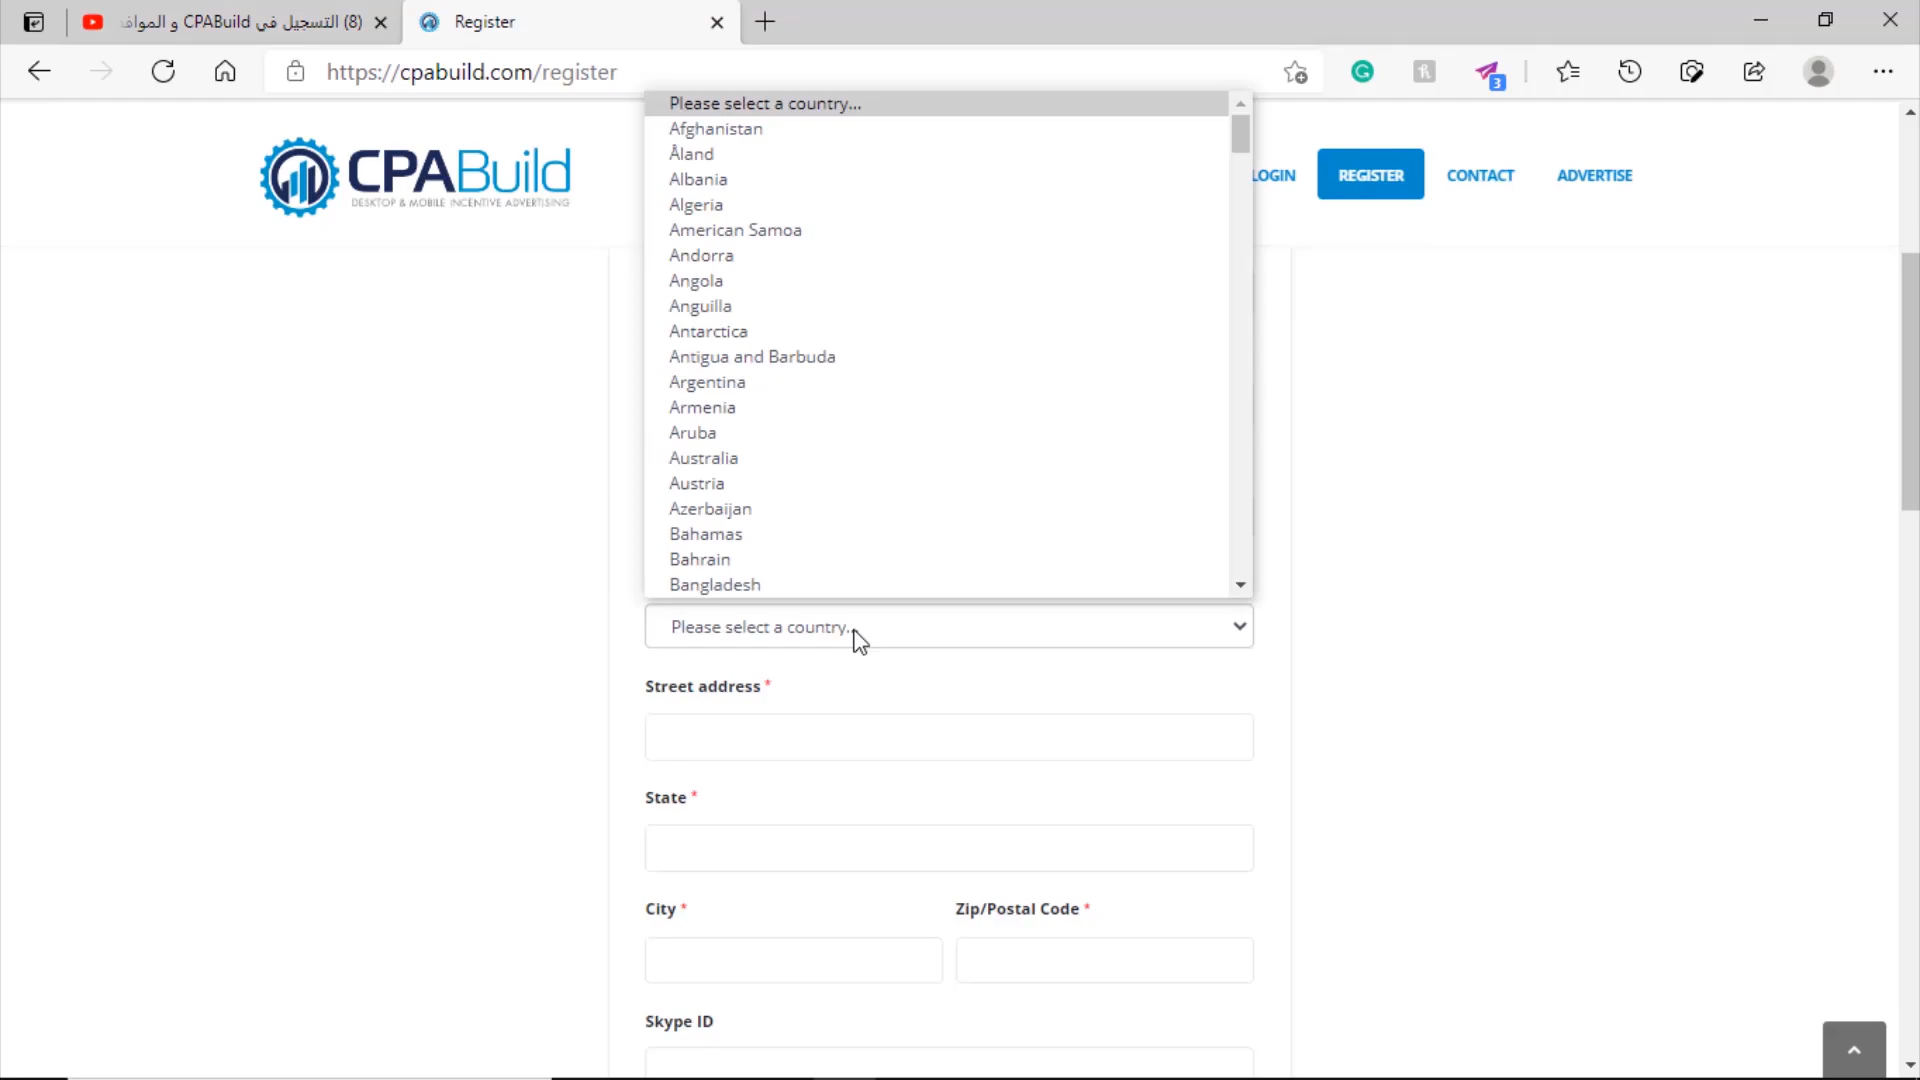 (8) التسجيل في CPABuild و المواف
Register
https://cpabuild.com/register
3
CPABuild
DESKTOP & MOBILE INCENTIVE ADVERTISING
LOGIN
REGISTER
CONTACT
ADVERTISE
Please select a country...
Afghanistan
Åland
Albania
Algeria
American Samoa
Andorra
Angola
Anguilla
Antarctica
Antigua and Barbuda
Argentina
Armenia
Aruba
Australia
Austria
Azerbaijan
Bahamas
Bahrain
Bangladesh
Please select a country...
Street address *
State *
City *
Zip/Postal Code *
Skype ID